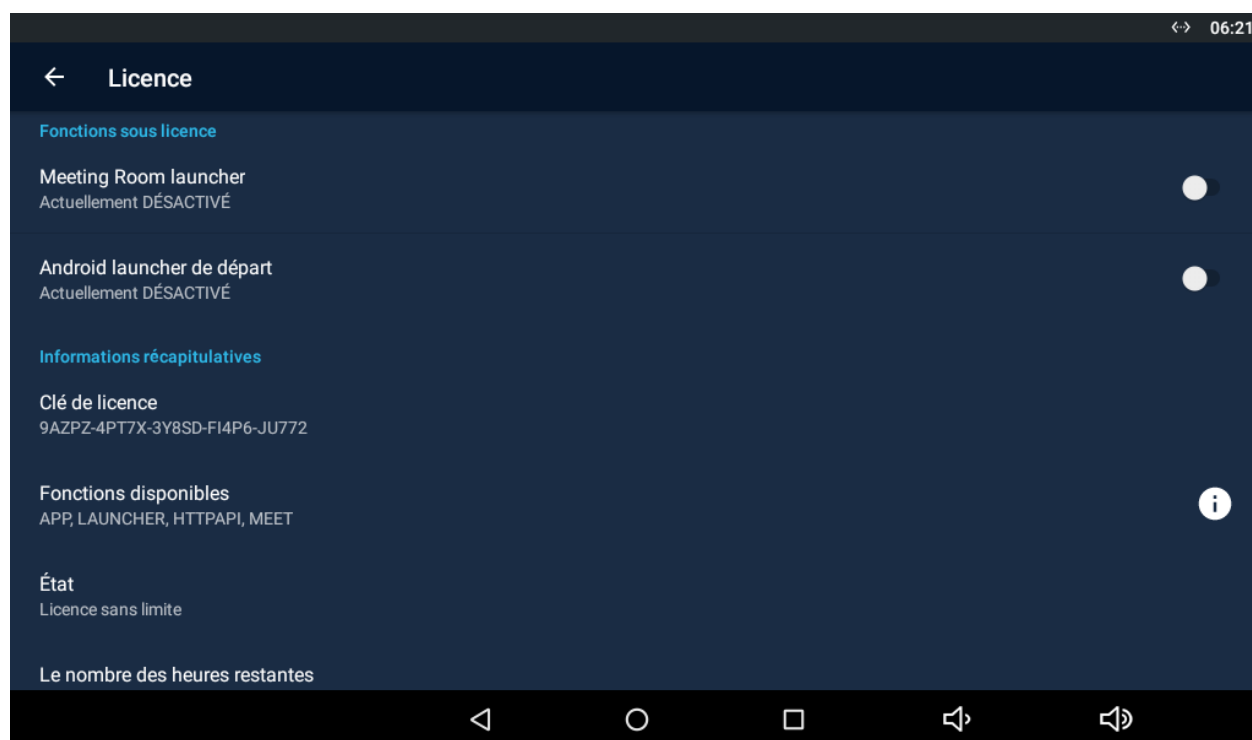 06:21
Licence
Fonctions sous licence
Meeting Room launcher
Actuellement DÉSACTIVÉ
Android launcher de départ
Actuellement DÉSACTIVÉ
Informations récapitulatives
Clé de licence
9AZPZ-4PT7X-3Y8SD-FI4P6-JU772
Fonctions disponibles
APP, LAUNCHER, HTTPAPI, MEET
État
Licence sans limite
Le nombre des heures restantes